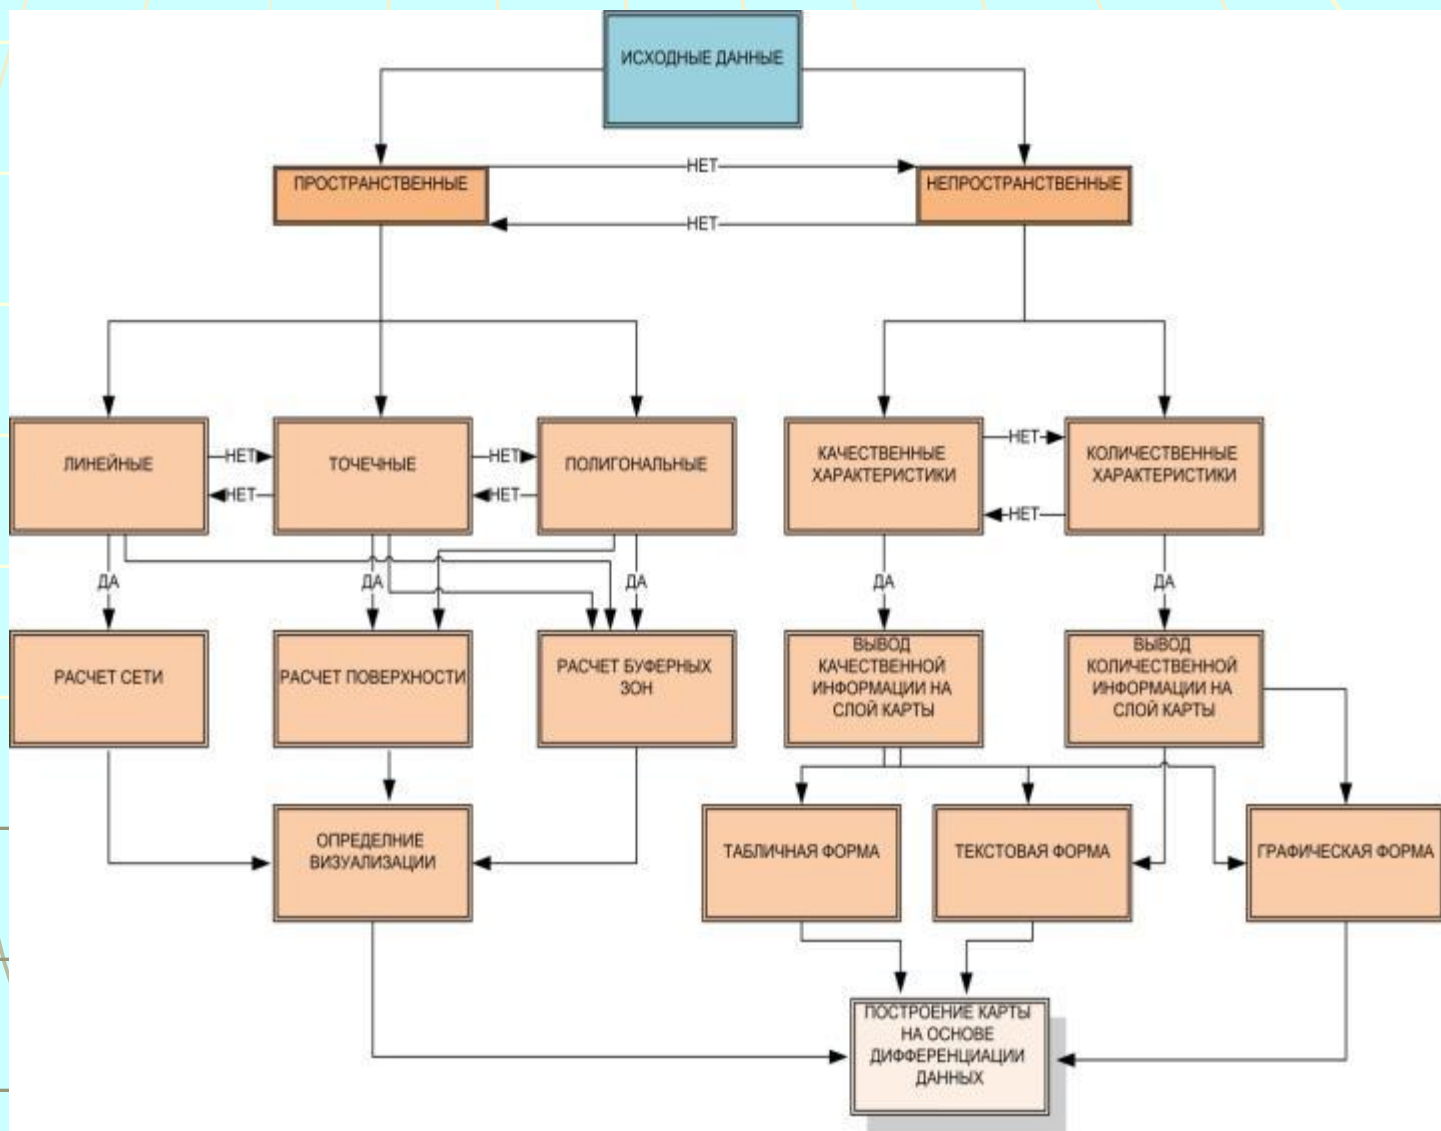 ИСХОДНЫЕ ДАННЫЕ
ПРОСТРАНСТВЕННЫЕ
НЕТ
НЕПРОСТРАНСТВЕННЫЕ
НЕТ
ЛИНЕЙНЫЕ
НЕТ
НЕТ
ТОЧЕЧНЫЕ
НЕТ
НЕТ
ПОЛИГОНАЛЬНЫЕ
КАЧЕСТВЕННЫЕ
ХАРАКТЕРИСТИКИ
НЕТ
НЕТ
КОЛИЧЕСТВЕННЫЕ
ХАРАКТЕРИСТИКИ
ДА
ДА
ДА
ДА
ДА
РАСЧЕТ СЕТИ
РАСЧЕТ ПОВЕРХНОСТИ
РАСЧЕТ БУФЕРНЫХ
ЗОН
ВЫВОД
КАЧЕСТВЕННОЙ
ИНФОРМАЦИИ НА
СЛОЙ КАРТЫ
ВЫВОД
КОЛИЧЕСТВЕННОЙ
ИНФОРМАЦИИ НА
СЛОЙ КАРТЫ
ОПРЕДЕЛНИЕ
ВИЗУАЛИЗАЦИИ
ТАБЛИЧНАЯ ФОРМА
ТЕКСТОВАЯ ФОРМА
ГРАФИЧЕСКАЯ ФОРМА
ПОСТРОЕНИЕ КАРТЫ
НА ОСНОВЕ
ДИФФЕРЕНЦИАЦИИ
ДАННЫХ